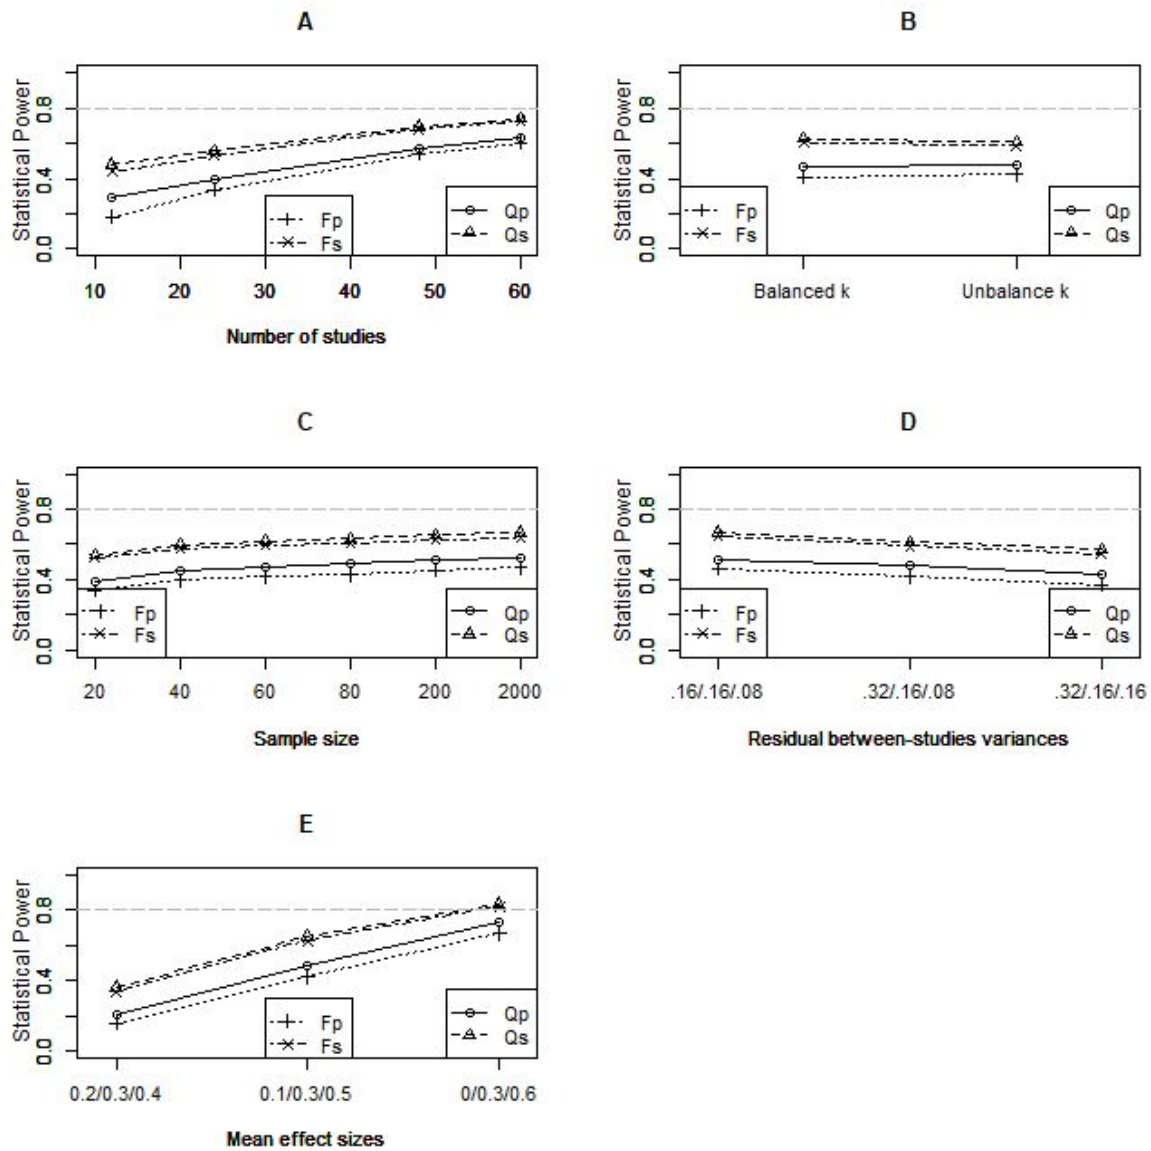 A
Statistical Power
0.0 0.4 0.8
Fp
Fs
Qp
Qs
10 20 30 40 50 60
Number of studies
B
Statistical Power
0.0 0.4 0.8
Fp
Fs
Qp
Qs
Balanced k Unbalance k
C
Statistical Power
0.0 0.4 0.8
Fp
Fs
Qp
Qs
20 40 60 80 200 2000
Sample size
D
Statistical Power
0.0 0.4 0.8
Fp
Fs
Qp
Qs
.16/.16/.08 .32/.16/.08 .32/.16/.16
Residual between-studies variances
E
Statistical Power
0.0 0.4 0.8
Fp
Fs
Qp
Qs
0.2/0.3/0.4 0.1/0.3/0.5 0/0.3/0.6
Mean effect sizes